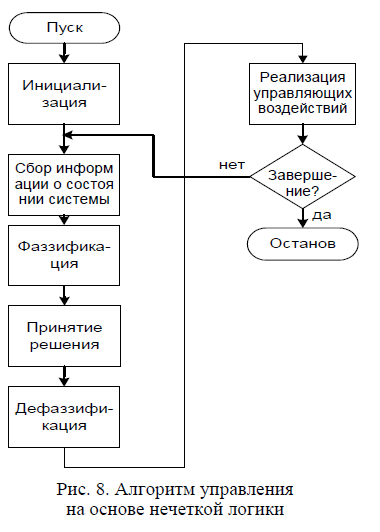 Пуск
Инициали-
зация
Сбор информ
ации о состоя
нии системы
Фаззифика-
ция
Принятие
решения
Дефаззифи-
кация
Реализация
управляющих
воздействий
Заверше-
ние?
нет
да
Останов
Рис. 8. Алгоритм управления
на основе нечеткой логики